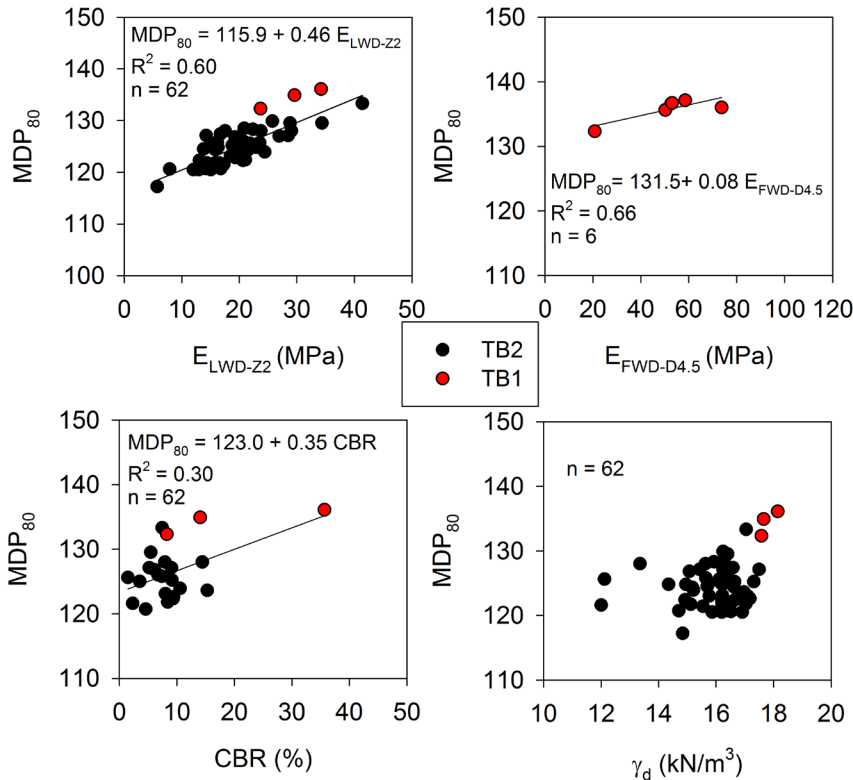 150
140
130
120
110
100
MDP80
MDP80 = 115.9 + 0.46 ELWD-Z2
R2 = 0.60
n = 62
0 10 20 30 40 50
ELWD-Z2 (MPa)
150
140
130
120
110
100
MDP80
MDP80 = 131.5+ 0.08 EFWD-D4.5
R2 = 0.66
n = 6
0 20 40 60 80 100 120
EFWD-D4.5 (MPa)
TB2
TB1
150
140
130
120
110
MDP80
MDP80 = 123.0 + 0.35 CBR
R2 = 0.30
n = 62
0 10 20 30 40 50
CBR (%)
150
140
130
120
110
MDP80
n = 62
10 12 14 16 18 20
γd (kN/m3)